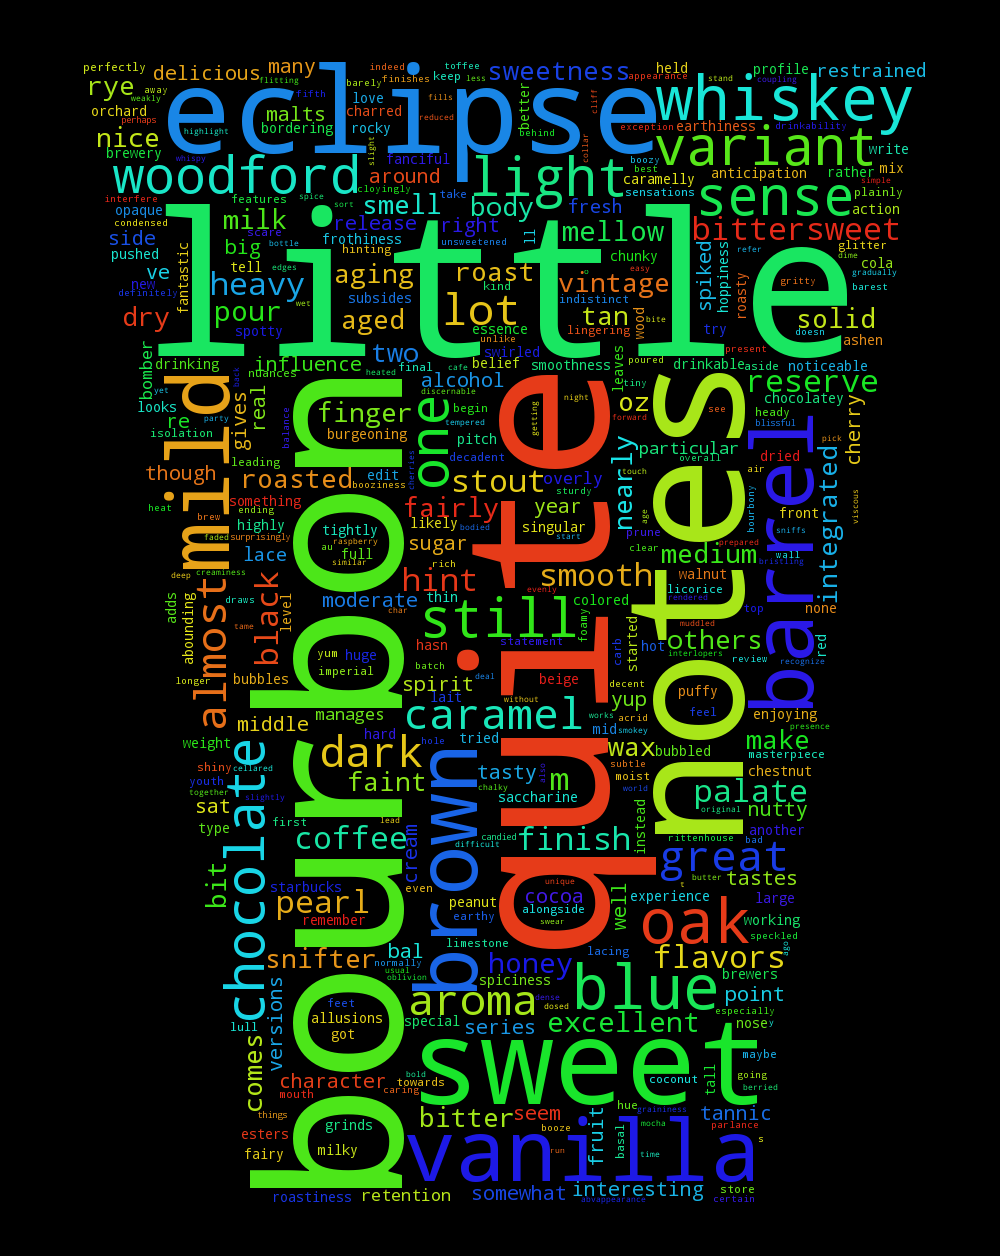 perfectly
condensed
away
weakly
rye
delicious
many
indeed
toffee
finishes
keep
less
sweetness
held
profile
restrained
stand
coupling
appearance
flitting
fifth
barely
eclipse
whiskey
orchard
perhaps
malts
love
charred
fills
better
cliff
nice
highlight
bordering
rocky
reduced
behind
collar
exception
earthiness
drinkability
write
brewery
whispy
slight
fanciful
variant
boozy
best
simple
woodford
around
light
caramelly
anticipation
rather
mix
cloyingly
sensations
plainly
interfere
features
spice
sort
smell
take
body
fresh
sense
action
opaque
milk
release
right
side
scare
bottle
frothiness
unsweetened
ll
mellow
bittersweet
pushed
big
hinting
chunky
refer
glitter
dime
ve
tell
edges
aging
roast
o
easy
spiked
hoppiness
cola
gradually
new
definitely
fantastic
heavy
wet
kind
vintage
roasty
gritty
barest
little
subsides
indistinct
dry
pour
aged
lot
essence
tan
wood
try
solid
spotty
unlike
lingering
bite
doesn
ashen
bomber
two
swirled
present
drinking
influence
final
cafe
belief
smoothness
leaves
poured
drinkable
aside
noticeable
nuances
heated
alcohol
tiny
reserve
looks
mild
yet
back
discernable
night
chocolatey
re
party
gives
real
finger
one
begin
getting
oz
forward
see
heady
cherry
isolation
balance
burgeoning
tempered
pitch
particular
blissful
pick
leading
decadent
overall
dried
though
cherries
overly
touch
air
heat
roasted
edit
booziness
stout
sturdy
nearly
bourbony
integrated
viscous
something
fairly
year
age
front
brew
ending
highly
tightly
likely
singular
prune
sniffs
faded
surprisingly
au
raspberry
full
bodied
start
clear
prepared
wall
lace
similar
sugar
medium
creaminess
rich
smooth
walnut
bristling
deep
hint
evenly
licorice
rendered
draws
char
adds
almost
moderate
thin
colored
top
none
tame
level
still
foamy
muddled
abounding
black
hasn
statement
carb
started
others
red
yum
huge
batch
hot
interlopers
review
recognize
imperial
deal
beige
decent
longer
bubbles
spirit
without
puffy
barrel
lait
yup
manages
caramel
works
acrid
feel
enjoying
middle
hard
mid
smokey
presence
weight
hole
tried
wax
bubbled
make
masterpiece
shiny
cellared
dark
tasty
subtle
moist
chestnut
youth
slightly
faint
chalky
also
m
world
palate
together
saccharine
nutty
sat
original
type
first
lead
candied
instead
another
coffee
difficult
finish
rittenhouse
bad
bit
chocolate
cream
brown
quite
great
butter
t
tastes
starbucks
even
unique
cocoa
experience
large
pearl
peanut
alongside
well
remember
earthy
swear
oak
working
speckled
bal
limestone
lacing
ago
snifter
normally
honey
flavors
usual
oblivion
spiciness
brewers
versions
feet
dense
dosed
blue
point
allusions
aroma
especially
lull
got
special
series
excellent
nose
y
comes
bourbon
sweet
notes
maybe
bold
character
towards
coconut
tall
going
mouth
caring
berried
things
bitter
seem
hue
graininess
tannic
grinds
booze
fruit
basal
mocha
parlance
esters
milky
vanilla
s
fairy
run
time
roastiness
retention
somewhat
interesting
store
abvappearance
certain